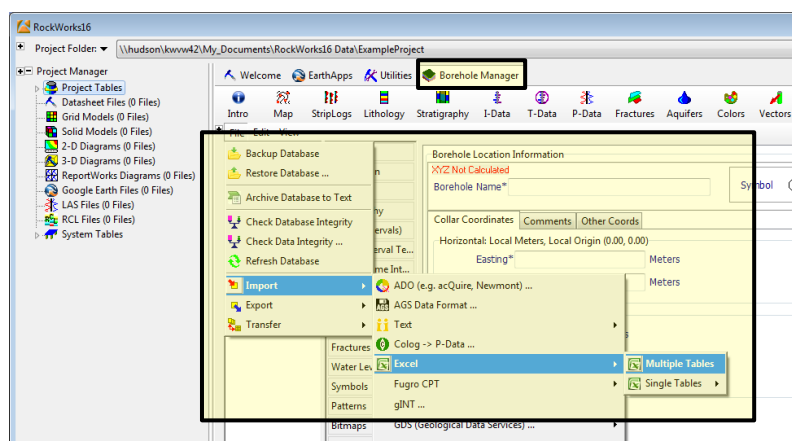 RockWorks16
Project Folder: \\hudson\kwvw42\My_Documents\RockWorks16 Data\ExampleProject
Project Manager
Project Tables
Datasheet Files (0 Files)
Grid Models (0 Files)
Solid Models (0 Files)
2-D Diagrams (0 Files)
3-D Diagrams (0 Files)
ReportWorks Diagrams (0 Files)
Google Earth Files (0 Files)
LAS Files (0 Files)
RCL Files (0 Files)
System Tables
Welcome EarthApps Utilities Borehole Manager
Intro Map StripLogs Lithology Stratigraphy I-Data T-Data P-Data Fractures Aquifers Colors Vectors
File Edit View
Backup Database
Restore Database ...
Archive Database to Text
Check Database Integrity
Check Data Integrity ...
Refresh Database
Import
Export
Transfer
ervals)
erval Te...
me Int...
Borehole Location Information
XYZ Not Calculated
Borehole Name*
Symbol
Collar Coordinates Comments Other Coords
Horizontal: Local Meters, Local Origin (0.00, 0.00)
Easting* Meters
Meters
ADO (e.g. acQuire, Newmont) ...
AGS Data Format ...
Text
Colog -> P-Data ...
Excel
Fugro CPT
gINT ...
GDS (Geological Data Services) ...
Multiple Tables
Single Tables
Fractures
Water Lev
Symbols
Patterns
Bitmaps